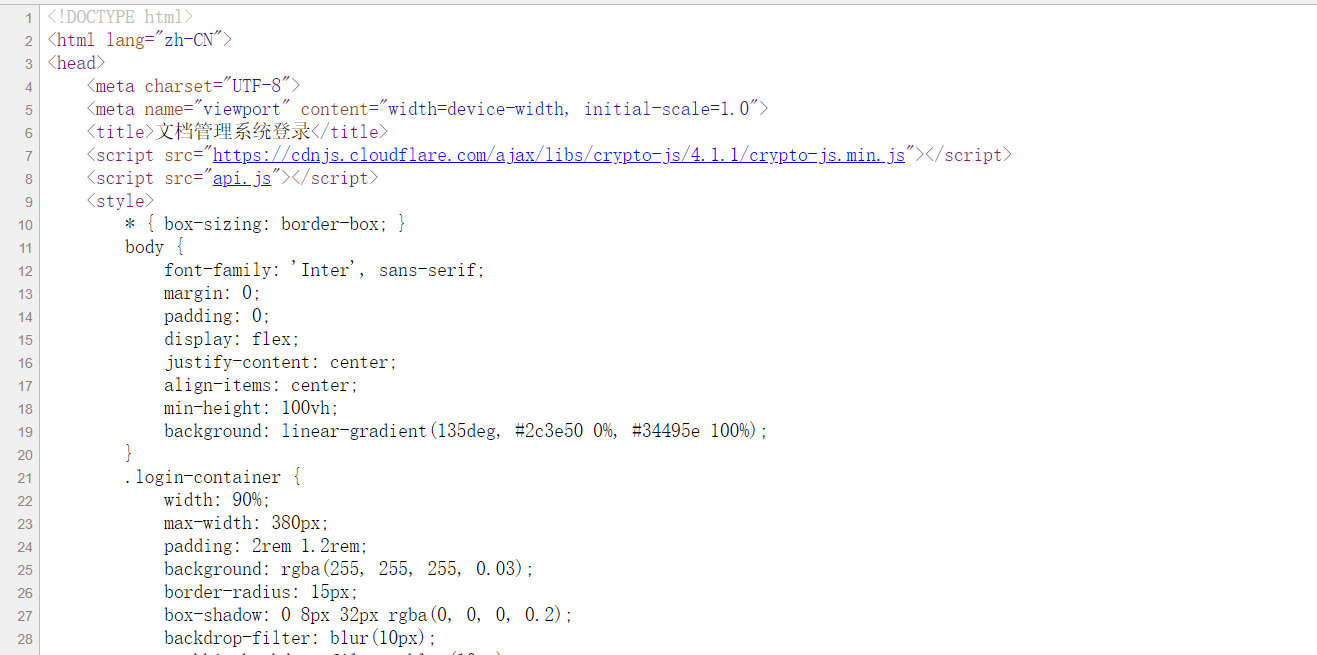 1 <!DOCTYPE html>
2 <html lang="zh-CN">
3 <head>
4 <meta charset="UTF-8">
5 <meta name="viewport" content="width=device-width, initial-scale=1.0">
6 <title>文档管理系统登录</title>
7 <script src="https://cdnjs.cloudflare.com/ajax/libs/crypto-js/4.1.1/crypto-js.min.js"></script>
8 <script src="api.js"></script>
9 <style>
10 * { box-sizing: border-box; }
11 body {
12 font-family: 'Inter', sans-serif;
13 margin: 0;
14 padding: 0;
15 display: flex;
16 justify-content: center;
17 align-items: center;
18 min-height: 100vh;
19 background: linear-gradient(135deg, #2c3e50 0%, #34495e 100%);
20 }
21 .login-container {
22 width: 90%;
23 max-width: 380px;
24 padding: 2rem 1.2rem;
25 background: rgba(255, 255, 255, 0.03);
26 border-radius: 15px;
27 box-shadow: 0 8px 32px rgba(0, 0, 0, 0.2);
28 backdrop-filter: blur(10px);